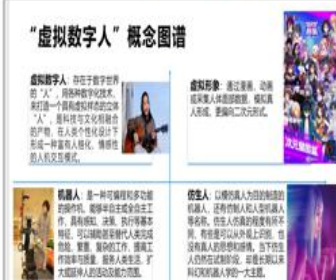 “虚拟数字人”概念图谱
虚拟数字人：存在于数字世界
的“人”，用各种数字化技术，
来打造一个具有虚拟样态的立体
“人”，是科技与文化积融合
的产物，在人类个性化设计下
形成一种富有人格化、情感性
的人机交互模式。
虚拟形象：通过漫画、动画
或采集人体面部数据，模拟真
人形成，更偏向二次元形式。
机器人：是一种可编程和多功能
的操作机，能够半自主或全自主工
作，具有感知、决策、执行等基本
特征，可以辅助甚至替代人类完成
危险、繁重、复杂的工作，提高工
作效率与质量，服务人类生活，扩
大或延伸人的活动及能力范围。
仿生人：以模仿真人为目的制造的
机器人，还有仿制人和人型机器人
等名称。仿生人仿真的程度有所不
同，有些是可以从外观上识别，也
没有真人的思想和感情。当下仿生
人仍然在试制阶段，却是长期以来
科幻和机器人学的一大主题。